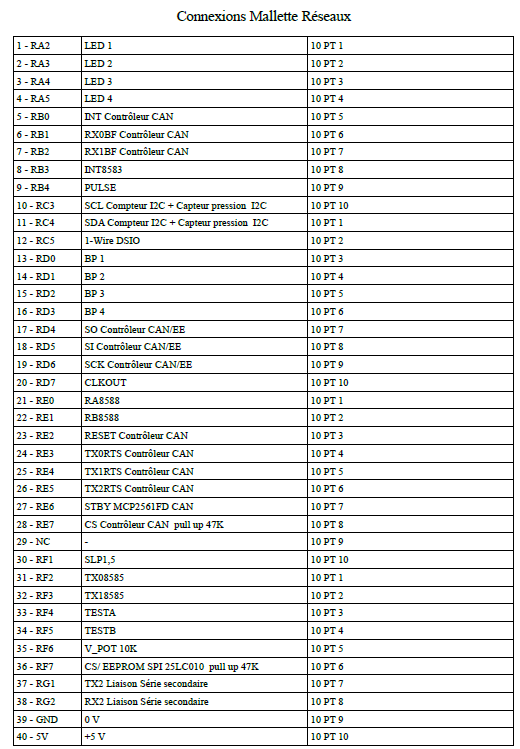 Connexions Mallette Réseaux
1 - RA2 LED 1 10 PT 1
2 - RA3 LED 2 10 PT 2
3 - RA4 LED 3 10 PT 3
4 - RA5 LED 4 10 PT 4
5 - RB0 INT Contrôleur CAN 10 PT 5
6 - RB1 RX0BF Contrôleur CAN 10 PT 6
7 - RB2 RX1BF Contrôleur CAN 10 PT 7
8 - RB3 INT8583 10 PT 8
9 - RB4 PULSE 10 PT 9
10 - RC3 SCL Compteur I2C + Capteur pression I2C 10 PT 10
11 - RC4 SDA Compteur I2C + Capteur pression I2C 10 PT 1
12 - RC5 1-Wire DSIO 10 PT 2
13 - RD0 BP 1 10 PT 3
14 - RD1 BP 2 10 PT 4
15 - RD2 BP 3 10 PT 5
16 - RD3 BP 4 10 PT 6
17 - RD4 SO Contrôleur CAN/EE 10 PT 7
18 - RD5 SI Contrôleur CAN/EE 10 PT 8
19 - RD6 SCK Contrôleur CAN/EE 10 PT 9
20 - RD7 CLKOUT 10 PT 10
21 - RE0 RA8588 10 PT 1
22 - RE1 RB8588 10 PT 2
23 - RE2 RESET Contrôleur CAN 10 PT 3
24 - RE3 TX0RTS Contrôleur CAN 10 PT 4
25 - RE4 TX1RTS Contrôleur CAN 10 PT 5
26 - RE5 TX2RTS Contrôleur CAN 10 PT 6
27 - RE6 STBY MCP2561FD CAN 10 PT 7
28 - RE7 CS Contrôleur CAN pull up 47K 10 PT 8
29 - NC - 10 PT 9
30 - RF1 SLP1,5 10 PT 10
31 - RF2 TX08585 10 PT 1
32 - RF3 TX18585 10 PT 2
33 - RF4 TESTA 10 PT 3
34 - RF5 TESTB 10 PT 4
35 - RF6 V_POT 10K 10 PT 5
36 - RF7 CS/ EEPROM SPI 25LC010 pull up 47K 10 PT 6
37 - RG1 TX2 Liaison Série secondaire 10 PT 7
38 - RG2 RX2 Liaison Série secondaire 10 PT 8
39 - GND 0 V 10 PT 9
40 - 5V +5 V 10 PT 10